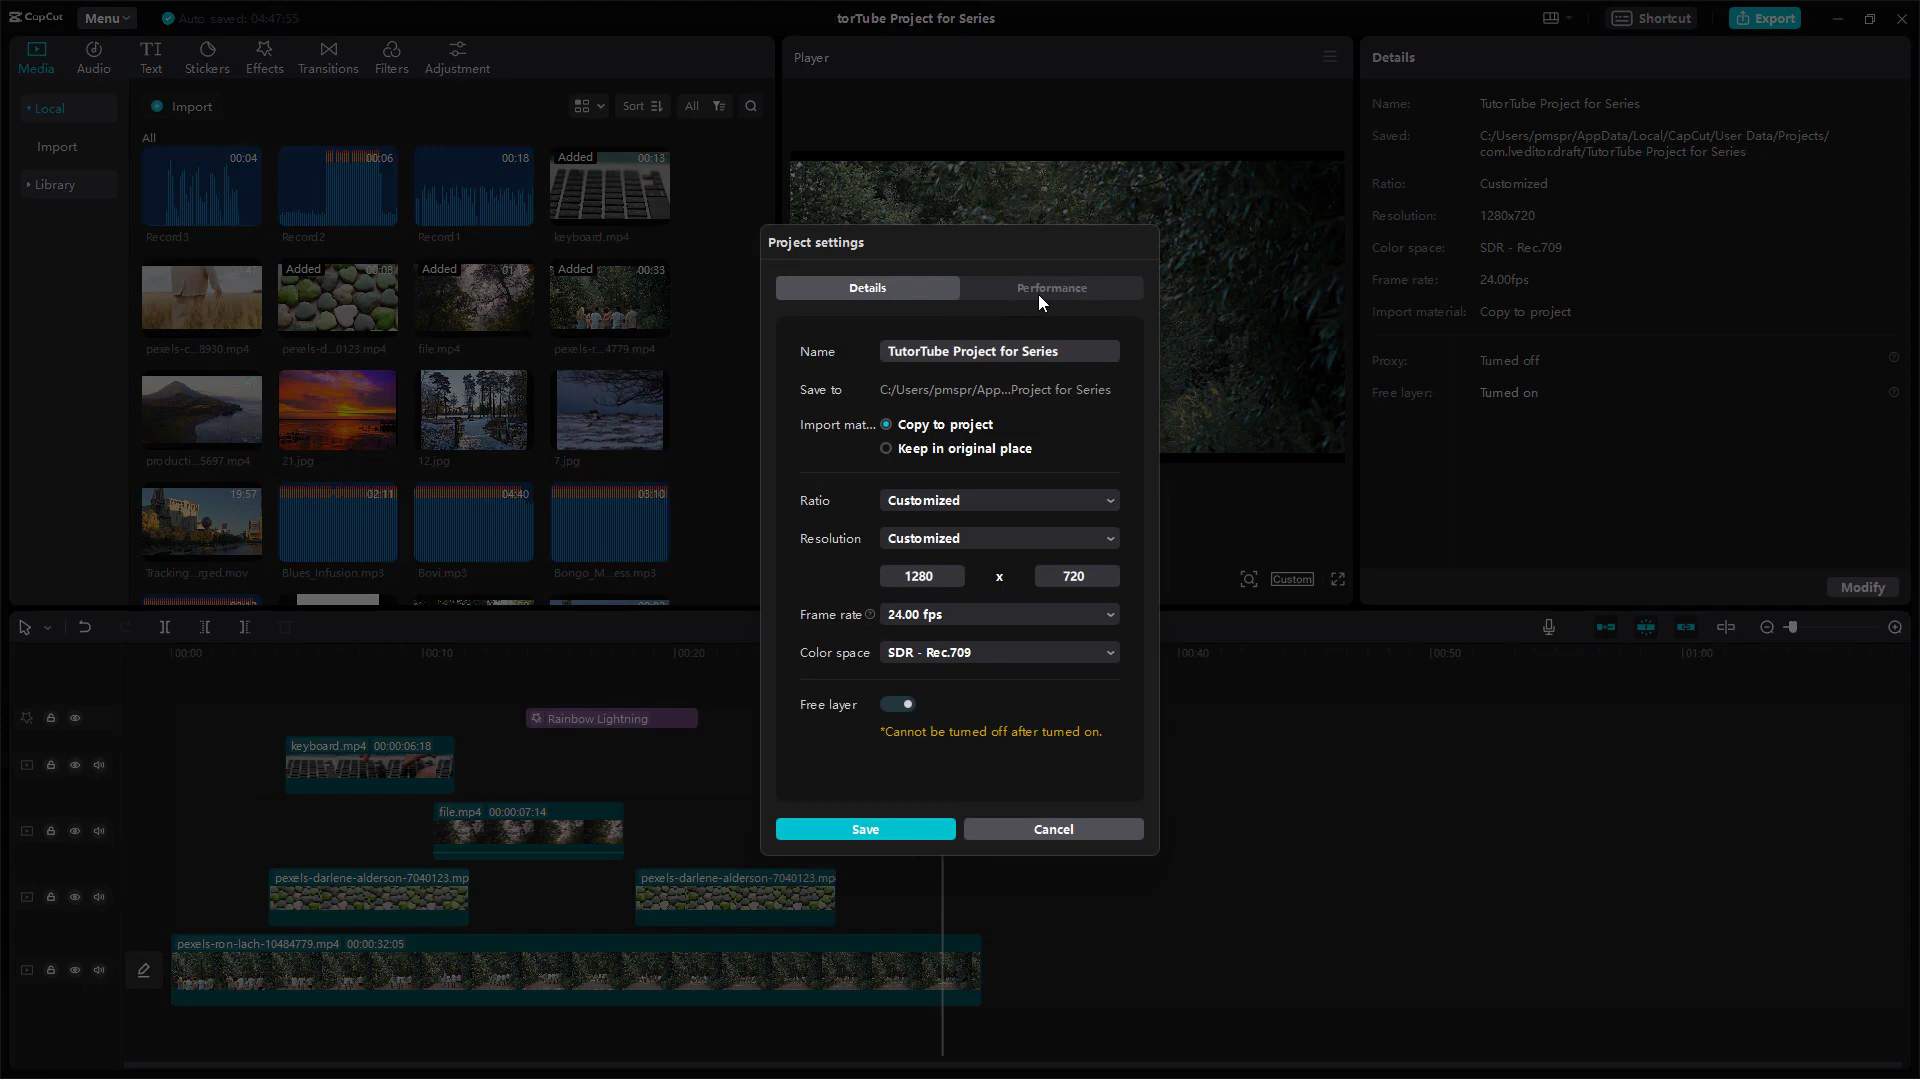 CapCut
Menu
Auto saved: 04:47:55
torTube Project for Series
Shortcut
Export
Media
Audio
TI
Text
Stickers
Effects
Transitions
Filters
Adjustment
Local
Import
Library
Import
Sort
All
All
00:04
Record3
00:06
Record2
00:18
Record1
Added 00:13
keyboard.mp4
pexels-c...8930.mp4
Added 00:08
pexels-d...0123.mp4
Added 01:19
file.mp4
Added 00:33
pexels-r...4779.mp4
producti...5697.mp4
21.jpg
12.jpg
7.jpg
19:57
Tracking...rged.mov
02:11
Blues_Infusion.mp3
04:40
Bovi.mp3
03:10
Bongo_M...ess.mp3
Player
Custom
Details
Name: TutorTube Project for Series
Saved: C:/Users/pmspr/AppData/Local/CapCut/User Data/Projects/
com.lveditor.draft/TutorTube Project for Series
Ratio: Customized
Resolution: 1280x720
Color space: SDR - Rec.709
Frame rate: 24.00fps
Import material: Copy to project
Proxy: Turned off
Free layer: Turned on
Modify
Project settings
Details
Performance
Name TutorTube Project for Series
Save to C:/Users/pmspr/App...Project for Series
Import mat... Copy to project
Keep in original place
Ratio Customized
Resolution Customized
1280 x 720
Frame rate 24.00 fps
Color space SDR - Rec.709
Free layer
*Cannot be turned off after turned on.
Save
Cancel
00:00
00:10
00:20
00:40
00:50
01:00
Rainbow Lightning
keyboard.mp4 00:00:06:18
file.mp4 00:00:07:14
pexels-darlene-alderson-7040123.mp
pexels-darlene-alderson-7040123.mp
pexels-ron-lach-10484779.mp4 00:00:32:05